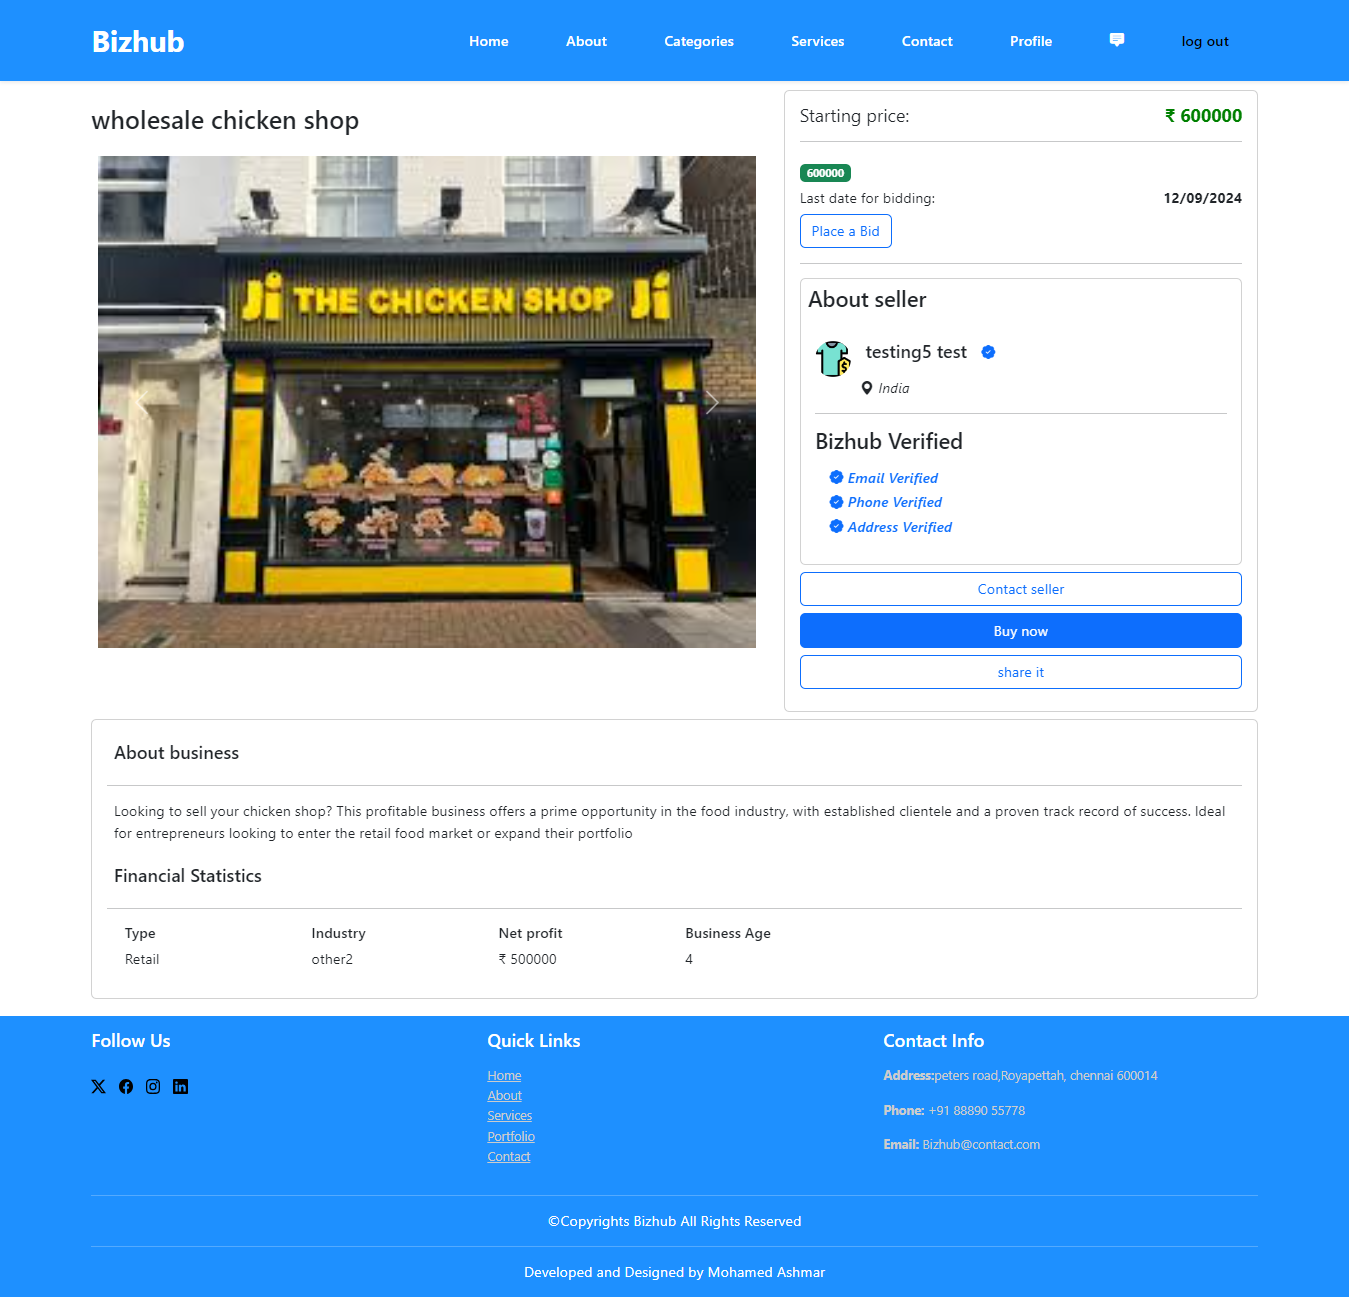 Bizhub
Home About Categories Services Contact Profile log out
wholesale chicken shop
Ji THE CHICKEN SHOP Ji
Starting price: ₹ 600000
600000
Last date for bidding: 12/09/2024
Place a Bid
About seller
testing5 test
India
Bizhub Verified
Email Verified
Phone Verified
Address Verified
Contact seller
Buy now
share it
About business
Looking to sell your chicken shop? This profitable business offers a prime opportunity in the food industry, with established clientele and a proven track record of success. Ideal
for entrepreneurs looking to enter the retail food market or expand their portfolio
Financial Statistics
Type Industry Net profit Business Age
Retail other2 ₹ 500000 4
Follow Us
Quick Links
Home
About
Services
Portfolio
Contact
Contact Info
Address:peters road,Royapettah, chennai 600014
Phone: +91 88890 55778
Email: Bizhub@contact.com
©Copyrights Bizhub All Rights Reserved
Developed and Designed by Mohamed Ashmar